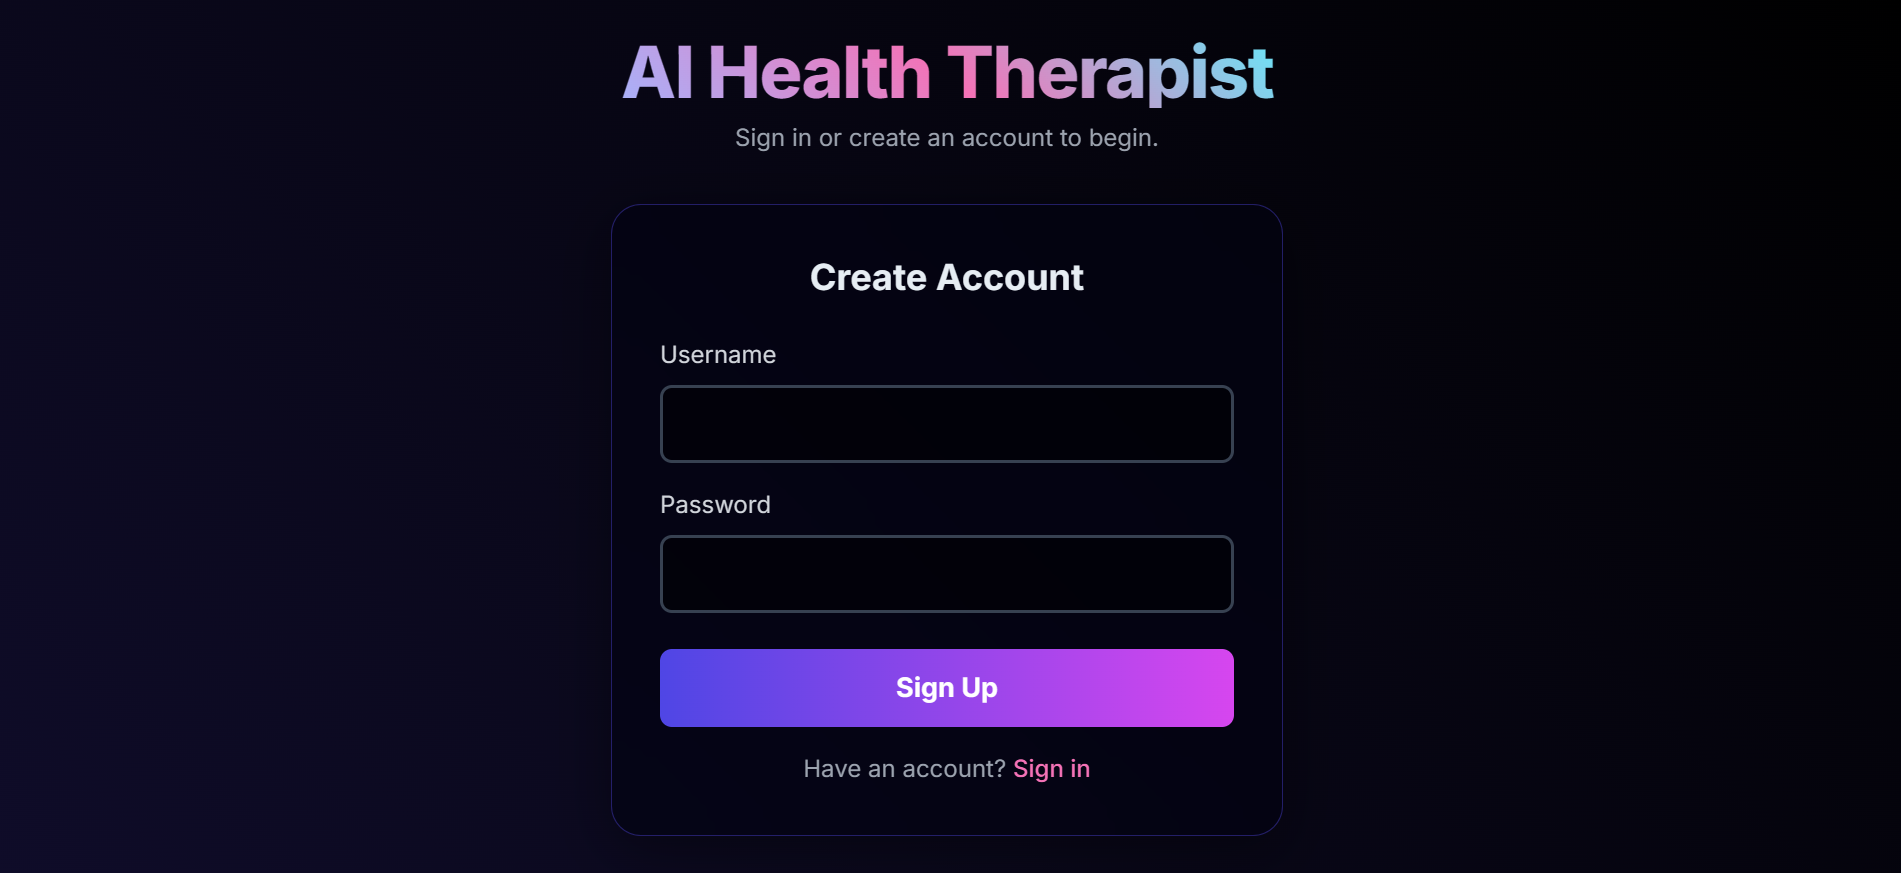 AI Health Therapist
Sign in or create an account to begin.
Create Account
Username
Password
Sign Up
Have an account? Sign in